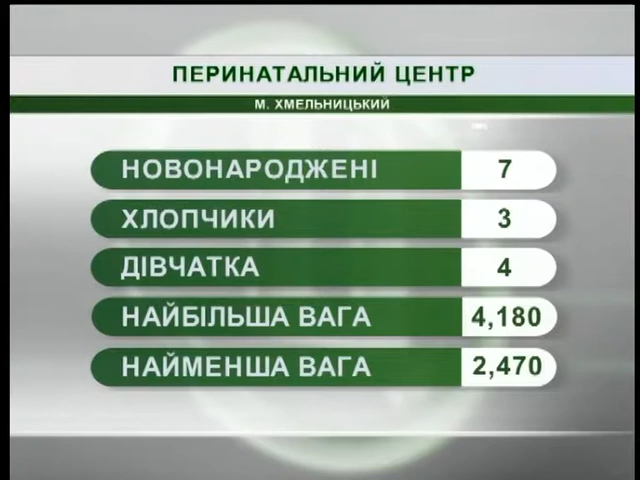 ПЕРИНАТАЛЬНИЙ ЦЕНТР
М. ХМЕЛЬНИЦЬКИЙ
НОВОНАРОДЖЕНІ 7
ХЛОПЧИКИ 3
ДІВЧАТКА 4
НАЙБІЛЬША ВАГА 4,180
НАЙМЕНША ВАГА 2,470